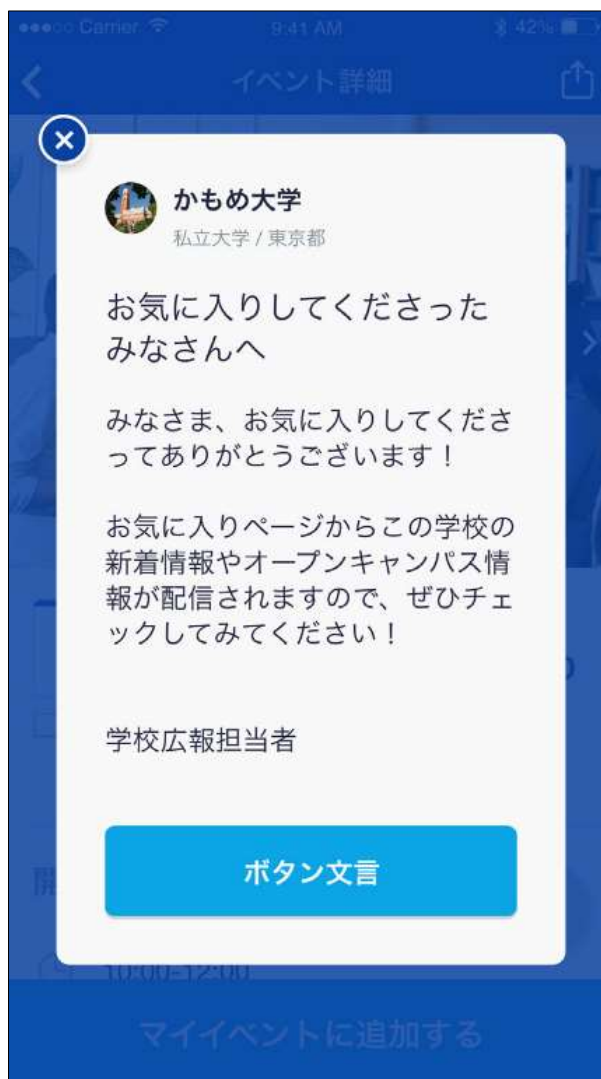 Carrier
9:41 AM
42%
イベント詳細
かもめ大学
私立大学 / 東京都
お気に入りしてくださった
みなさんへ
みなさま、お気に入りしてくださ
ってありがとうございます！
お気に入りページからこの学校の
新着情報やオープンキャンパス情
報が配信されますので、ぜひチェ
ックしてみてください！
学校広報担当者
ボタン文言
開
10:00-12:00
マイイベントに追加する